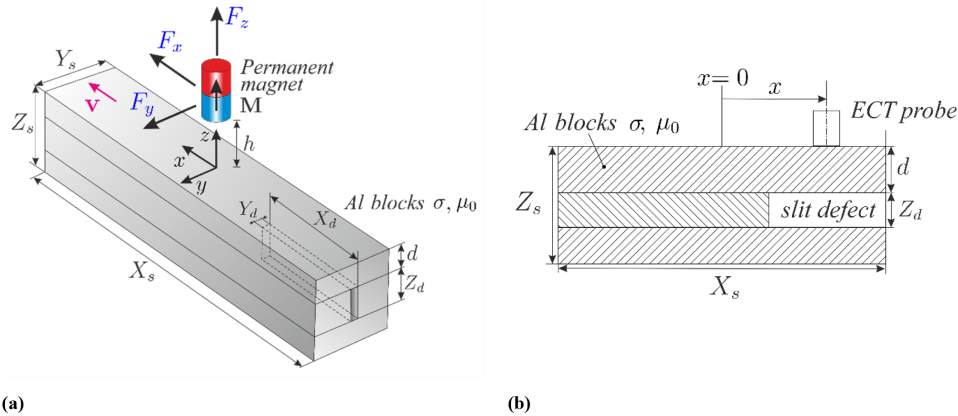 F_z
F_x
Permanent
magnet
M
Y_s
v
F_y
Z_s
z
h
x
y
Al blocks σ, μ_0
Y_d
X_d
d
Z_d
X_s
(a)
x= 0
x
ECT probe
Al blocks σ, μ_0
d
Z_s
slit defect
Z_d
X_s
(b)